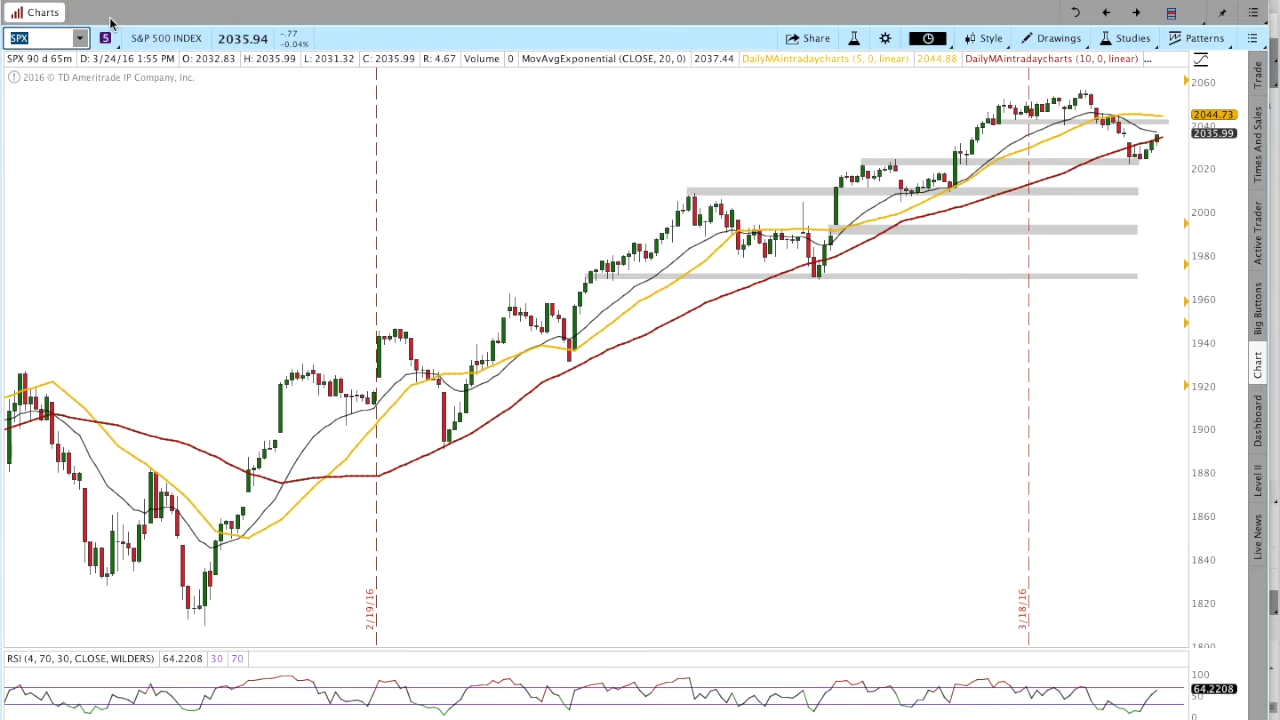 Charts
SPX
5
S&P 500 INDEX
2035.94
-.77
-0.04%
Share
Style
Drawings
Studies
Patterns
SPX 90 d 65m
D: 3/24/16 1:55 PM
O: 2032.83
H: 2035.99
L: 2031.32
C: 2035.99
R: 4.67
Volume
0
MovAvgExponential (CLOSE, 20, 0)
2037.44
DailyMAintradaycharts (5, 0, linear)
2044.88
DailyMAintradaycharts (10, 0, linear)
...
2016 © TD Ameritrade IP Company, Inc.
2060
2044.73
2040
2035.99
2020
2000
1980
1960
1940
1920
1900
1880
1860
1840
1820
1800
2/19/16
3/18/16
Trade
Times And Sales
Active Trader
Big Buttons
Chart
Dashboard
Level II
Live News
RSI (4, 70, 30, CLOSE, WILDERS)
64.2208
30
70
100
64.2208
50
0